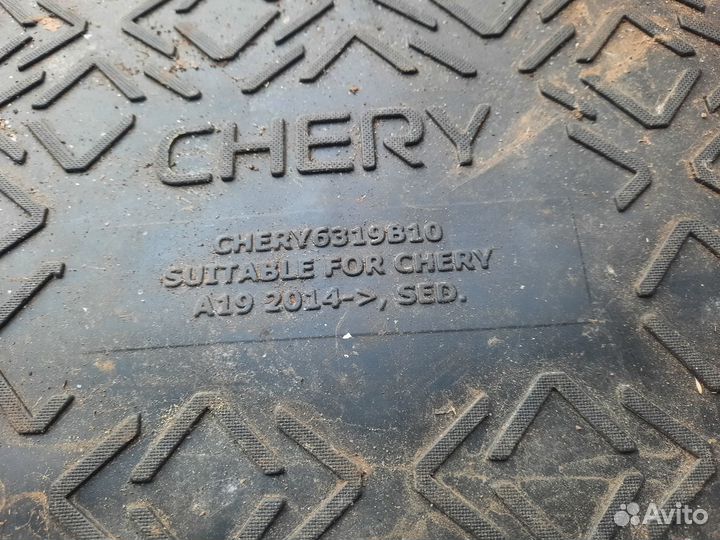 CHERY
CHERY6319B10
SUITABLE FOR CHERY
A19 2014->, SED.
Avito